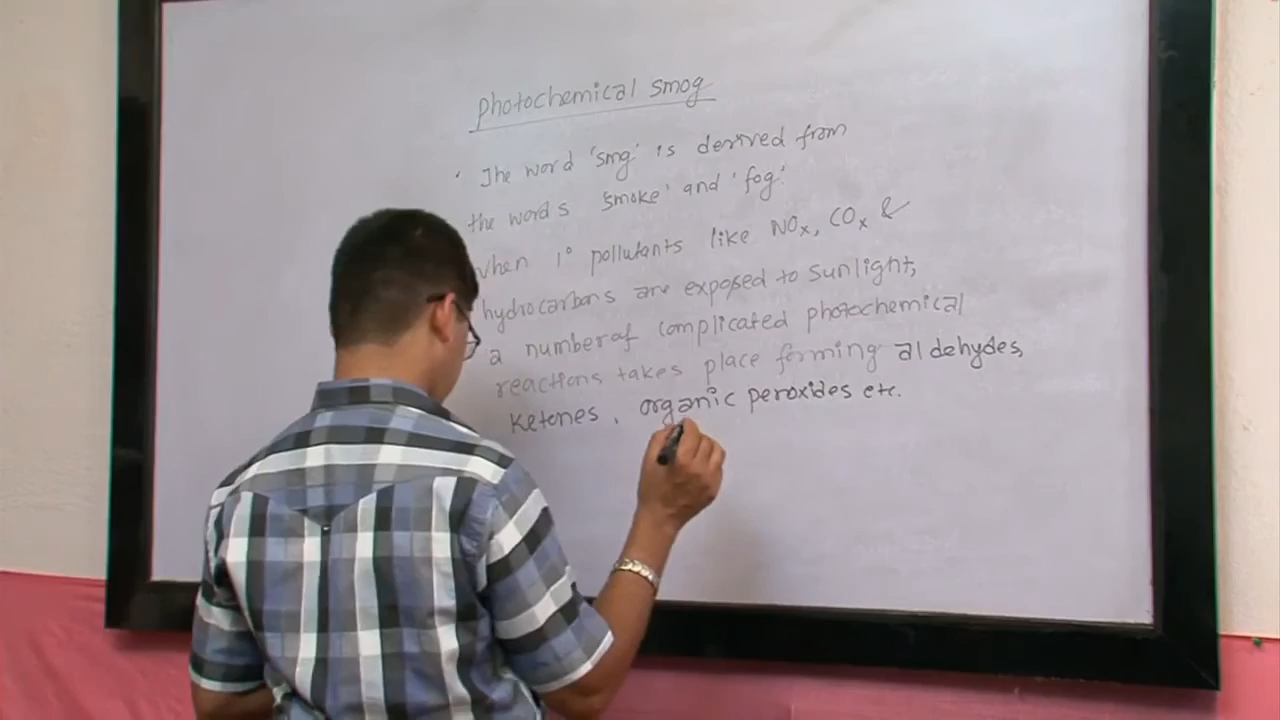 photochemical smog
• The word 'smg' is derived from
the words 'smoke' and 'fog'.
when 1° pollutants like NOx, COx &
hydrocarbons are exposed to sunlight,
a number of complicated photochemical
reactions takes place forming aldehydes,
ketones, organic peroxides etc.